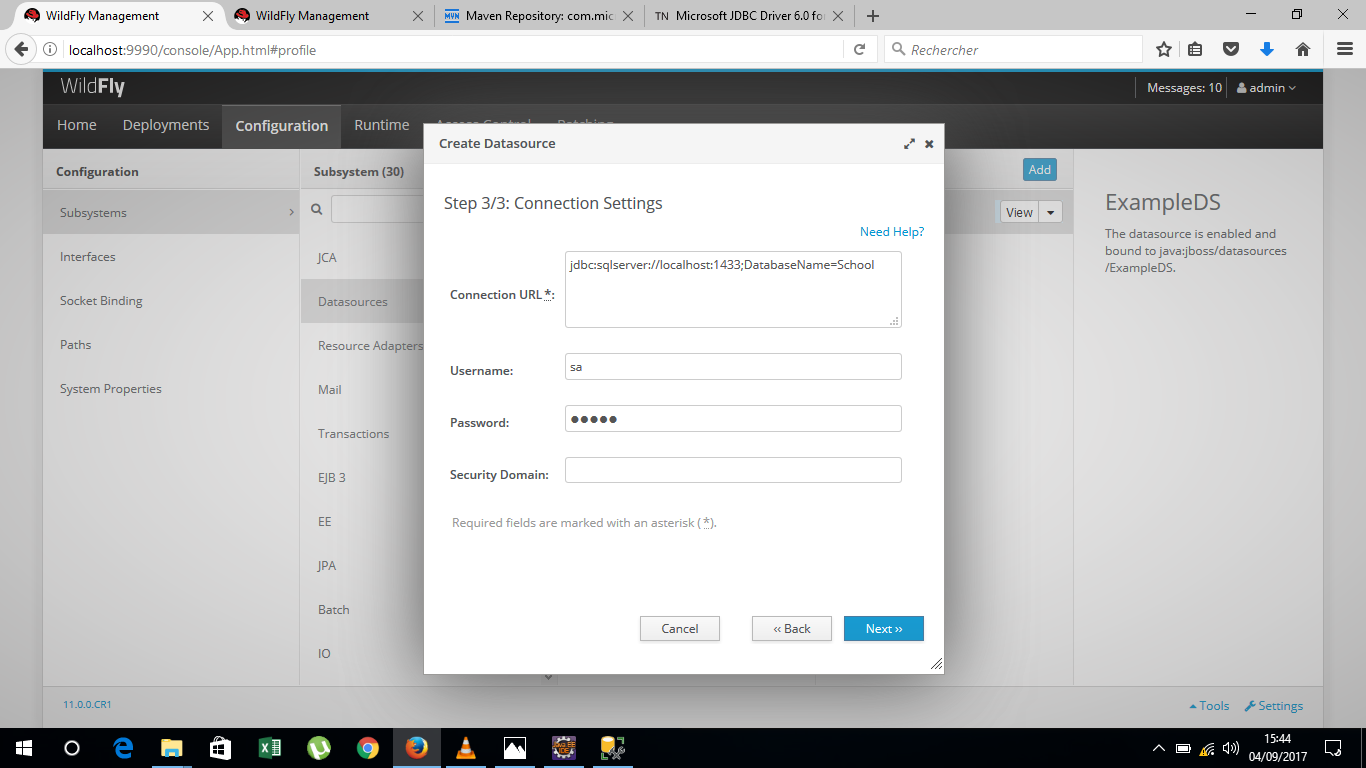 WildFly Management
WildFly Management
MVN Maven Repository: com.mic
TN Microsoft JDBC Driver 6.0 fo
localhost:9990/console/App.html#profile
Rechercher
WildFly
Messages: 10
admin
Home
Deployments
Configuration
Runtime
Access Control
Patching
Configuration
Subsystems
Interfaces
Socket Binding
Paths
System Properties
Subsystem (30)
JCA
Datasources
Resource Adapters
Mail
Transactions
EJB 3
EE
JPA
Batch
IO
Create Datasource
Step 3/3: Connection Settings
Need Help?
Connection URL*:
jdbc:sqlserver://localhost:1433;DatabaseName=School
Username:
sa
Password:
●●●●●
Security Domain:
Required fields are marked with an asterisk (*).
Cancel
‹‹ Back
Next ››
Add
View
ExampleDS
The datasource is enabled and
bound to java:jboss/datasources
/ExampleDS.
11.0.0.CR1
Tools
Settings
15:44
04/09/2017